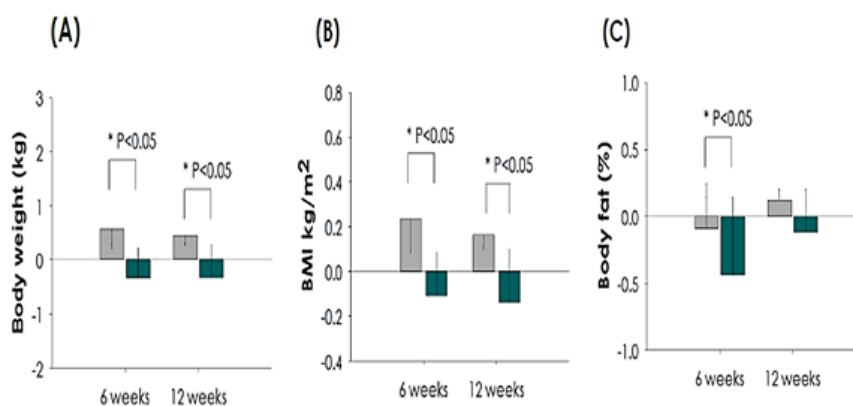 (A)
Body weight (kg)
3
2
1
0
-1
-2
* P<0.05
* P<0.05
6 weeks
12 weeks
(B)
BMI kg/m²
0.8
0.6
0.4
0.2
0.0
-0.2
-0.4
* P<0.05
* P<0.05
6 weeks
12 weeks
(C)
Body fat (%)
1.0
0.5
0.0
-0.5
-1.0
* P<0.05
6 weeks
12 weeks